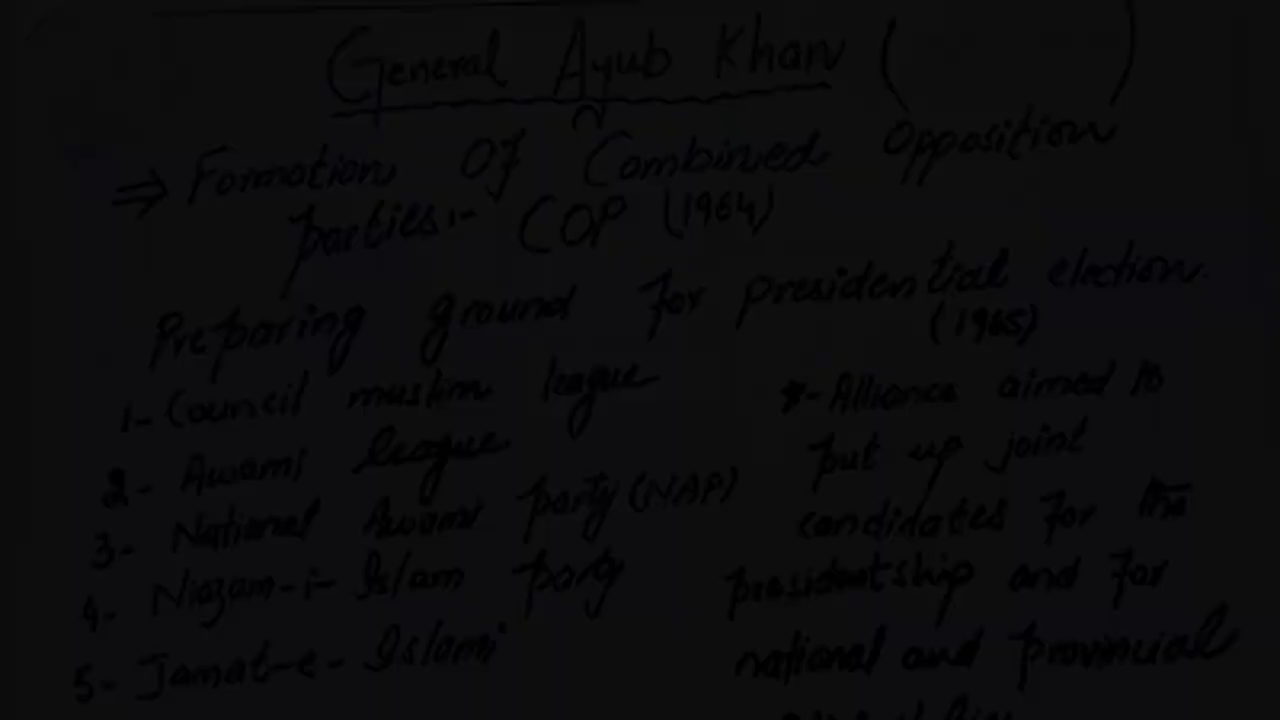 General Ayub Khan (          )
⇒ Formation Of Combined Opposition
parties:- COP (1964)
Preparing ground for presidential election
(1965)
1- Council muslim league
2- Awami league
3- National Awami party (NAP)
4- Niazam-i- Islam party
5- Jamat-e- Islami
*- Alliance aimed to
put up joint
candidates for the
presidentship and for
national and provincial